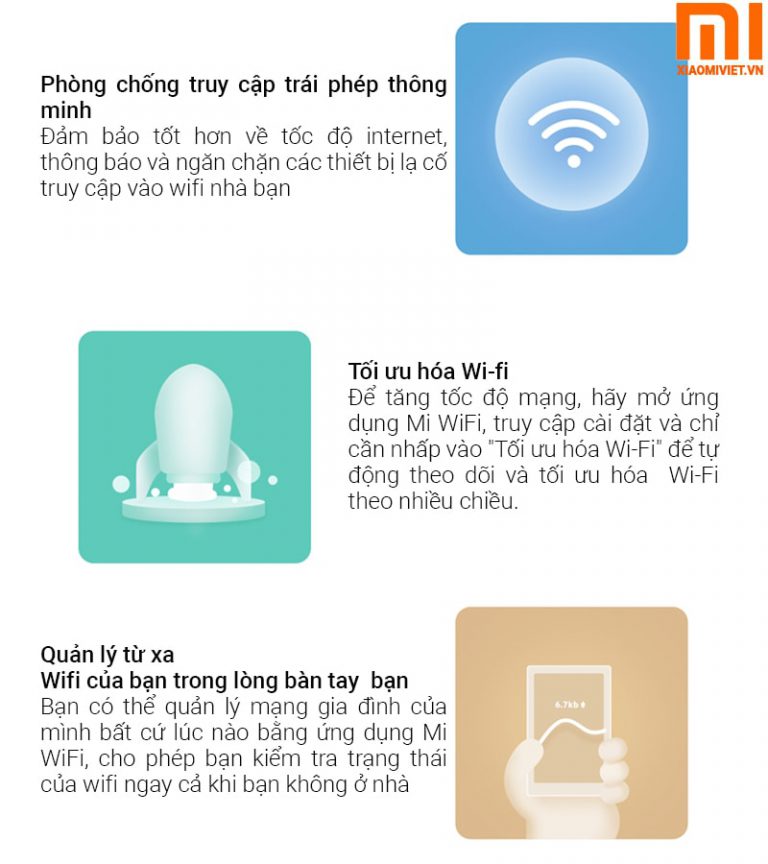 mi
XIAOMIVIET.VN
Phòng chống truy cập trái phép thông
minh
Đảm bảo tốt hơn về tốc độ internet,
thông báo và ngăn chặn các thiết bị lạ cố
truy cập vào wifi nhà bạn
Tối ưu hóa Wi-fi
Để tăng tốc độ mạng, hãy mở ứng
dụng Mi WiFi, truy cập cài đặt và chỉ
cần nhấp vào "Tối ưu hóa Wi-Fi" để tự
động theo dõi và tối ưu hóa Wi-Fi
theo nhiều chiều.
Quản lý từ xa
Wifi của bạn trong lòng bàn tay bạn
Bạn có thể quản lý mạng gia đình của
mình bất cứ lúc nào bằng ứng dụng Mi
WiFi, cho phép bạn kiểm tra trạng thái
của wifi ngay cả khi bạn không ở nhà
6.7kb